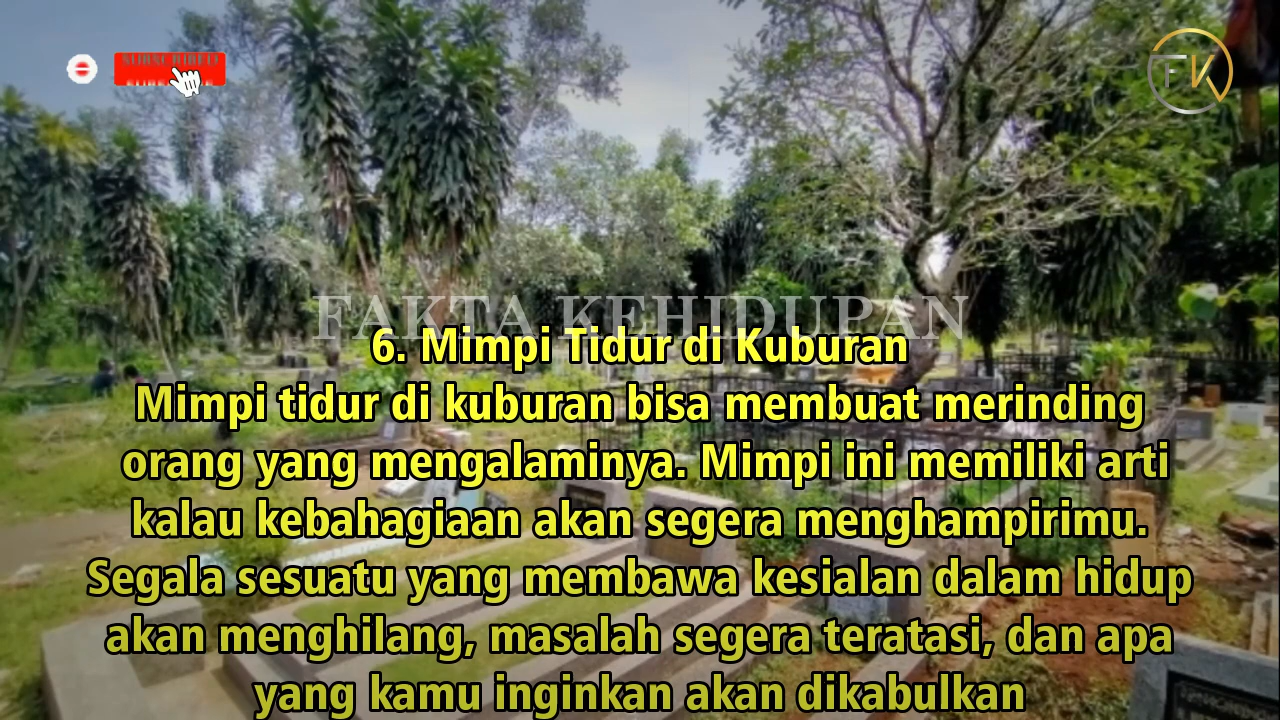 FK
FAKTA KEHIDUPAN
6. Mimpi Tidur di Kuburan
Mimpi tidur di kuburan bisa membuat merinding
orang yang mengalaminya. Mimpi ini memiliki arti
kalau kebahagiaan akan segera menghampirimu.
Segala sesuatu yang membawa kesialan dalam hidup
akan menghilang, masalah segera teratasi, dan apa
yang kamu inginkan akan dikabulkan